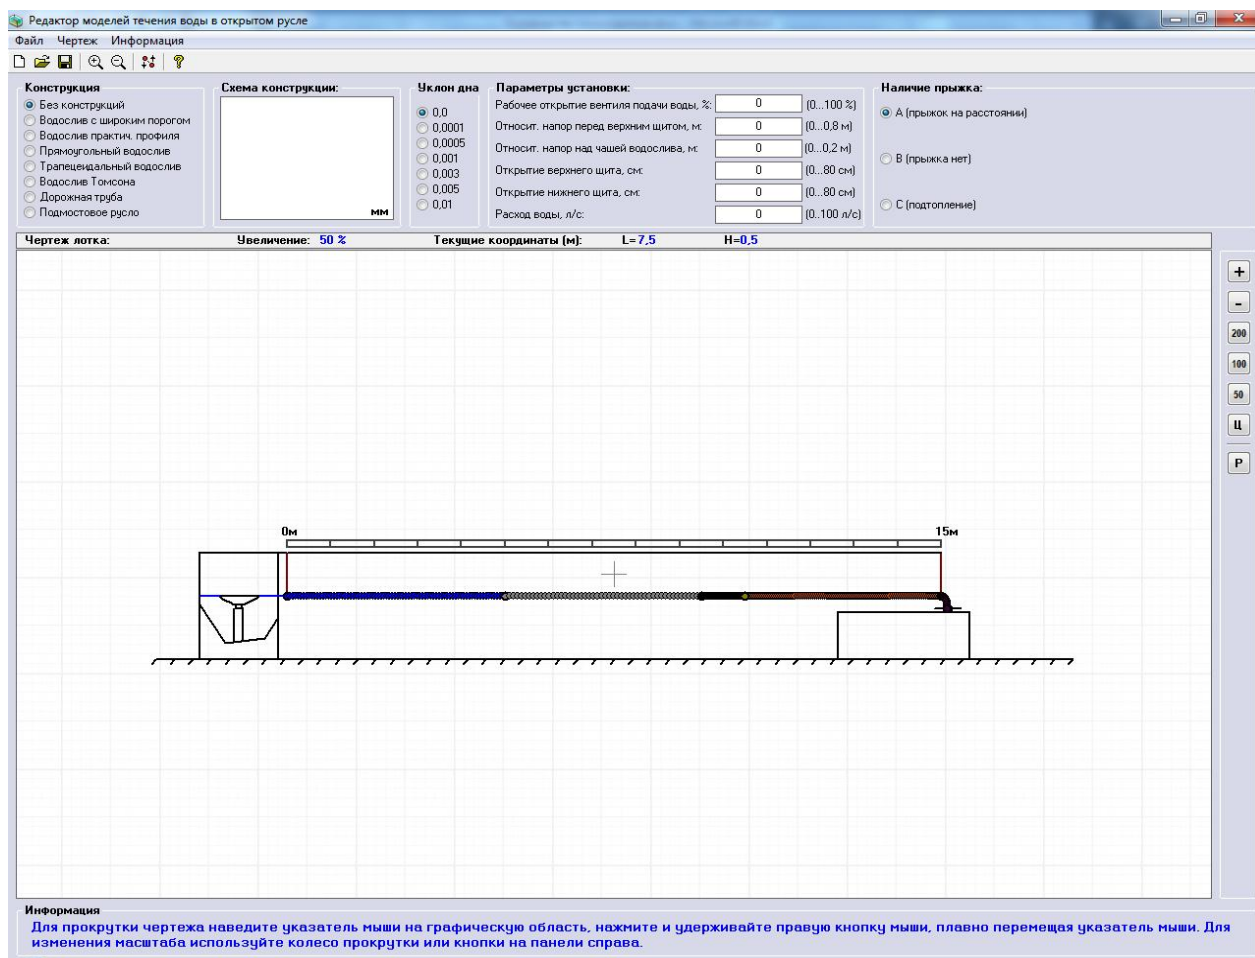 Редактор моделей течения воды в открытом русле
Файл Чертеж Информация
Конструкция
Без конструкций
Водослив с широким порогом
Водослив практич. профиля
Прямоугольный водослив
Трапецеидальный водослив
Водослив Томсона
Дорожная труба
Подмостовое русло
Схема конструкции:
мм
Уклон дна
0,0
0,0001
0,0005
0,001
0,003
0,005
0,01
Параметры установки:
Рабочее открытие вентиля подачи воды, %: 0 (0...100 %)
Относит. напор перед верхним щитом, м: 0 (0...0,8 м)
Относит. напор над чашей водослива, м: 0 (0...0,2 м)
Открытие верхнего щита, см: 0 (0...80 см)
Открытие нижнего щита, см: 0 (0...80 см)
Расход воды, л/с: 0 (0..100 л/с)
Наличие прыжка:
A (прыжок на расстоянии)
B (прыжка нет)
C (подтопление)
Чертеж лотка: Увеличение: 50 % Текущие координаты (м): L=7,5 H=0,5
+
-
200
100
50
Ц
Р
0м 15м
Информация
Для прокрутки чертежа наведите указатель мыши на графическую область, нажмите и удерживайте правую кнопку мыши, плавно перемещая указатель мыши. Для
изменения масштаба используйте колесо прокрутки или кнопки на панели справа.